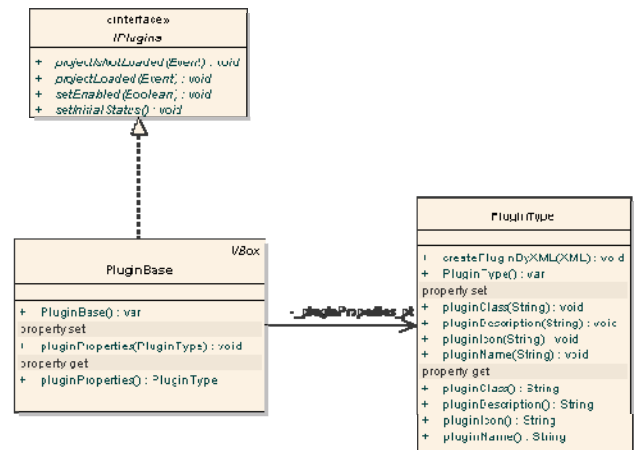 «interface»
IPlugins
+ projectIsNotLoaded(Event) : void
+ projectLoaded(Event) : void
+ setEnabled(Boolean) : void
+ setInitialStatus() : void
VBox
PluginBase
+ PluginBase() : var
property set
+ pluginProperties(PluginType) : void
property get
+ pluginProperties() : PluginType
-_pluginProperties_pt
PluginType
+ createPluginByXML(XML) : void
+ PluginType() : var
property set
+ pluginClass(String) : void
+ pluginDescription(String) : void
+ pluginIcon(String) : void
+ pluginName(String) : void
property get
+ pluginClass() : String
+ pluginDescription() : String
+ pluginIcon() : String
+ pluginName() : String